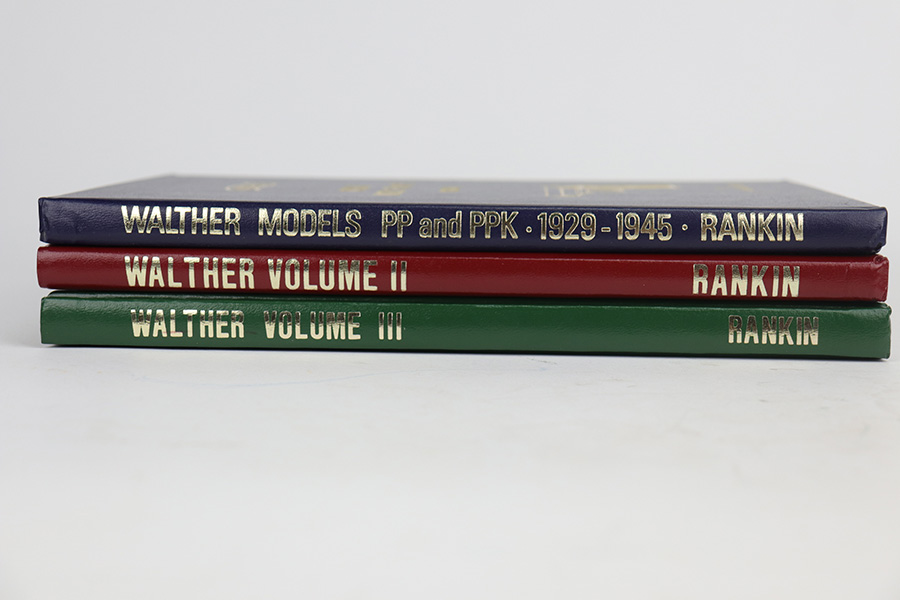 WALTHER MODELS PP and PPK · 1929-1945 · RANKIN
WALTHER VOLUME II RANKIN
WALTHER VOLUME III RANKIN